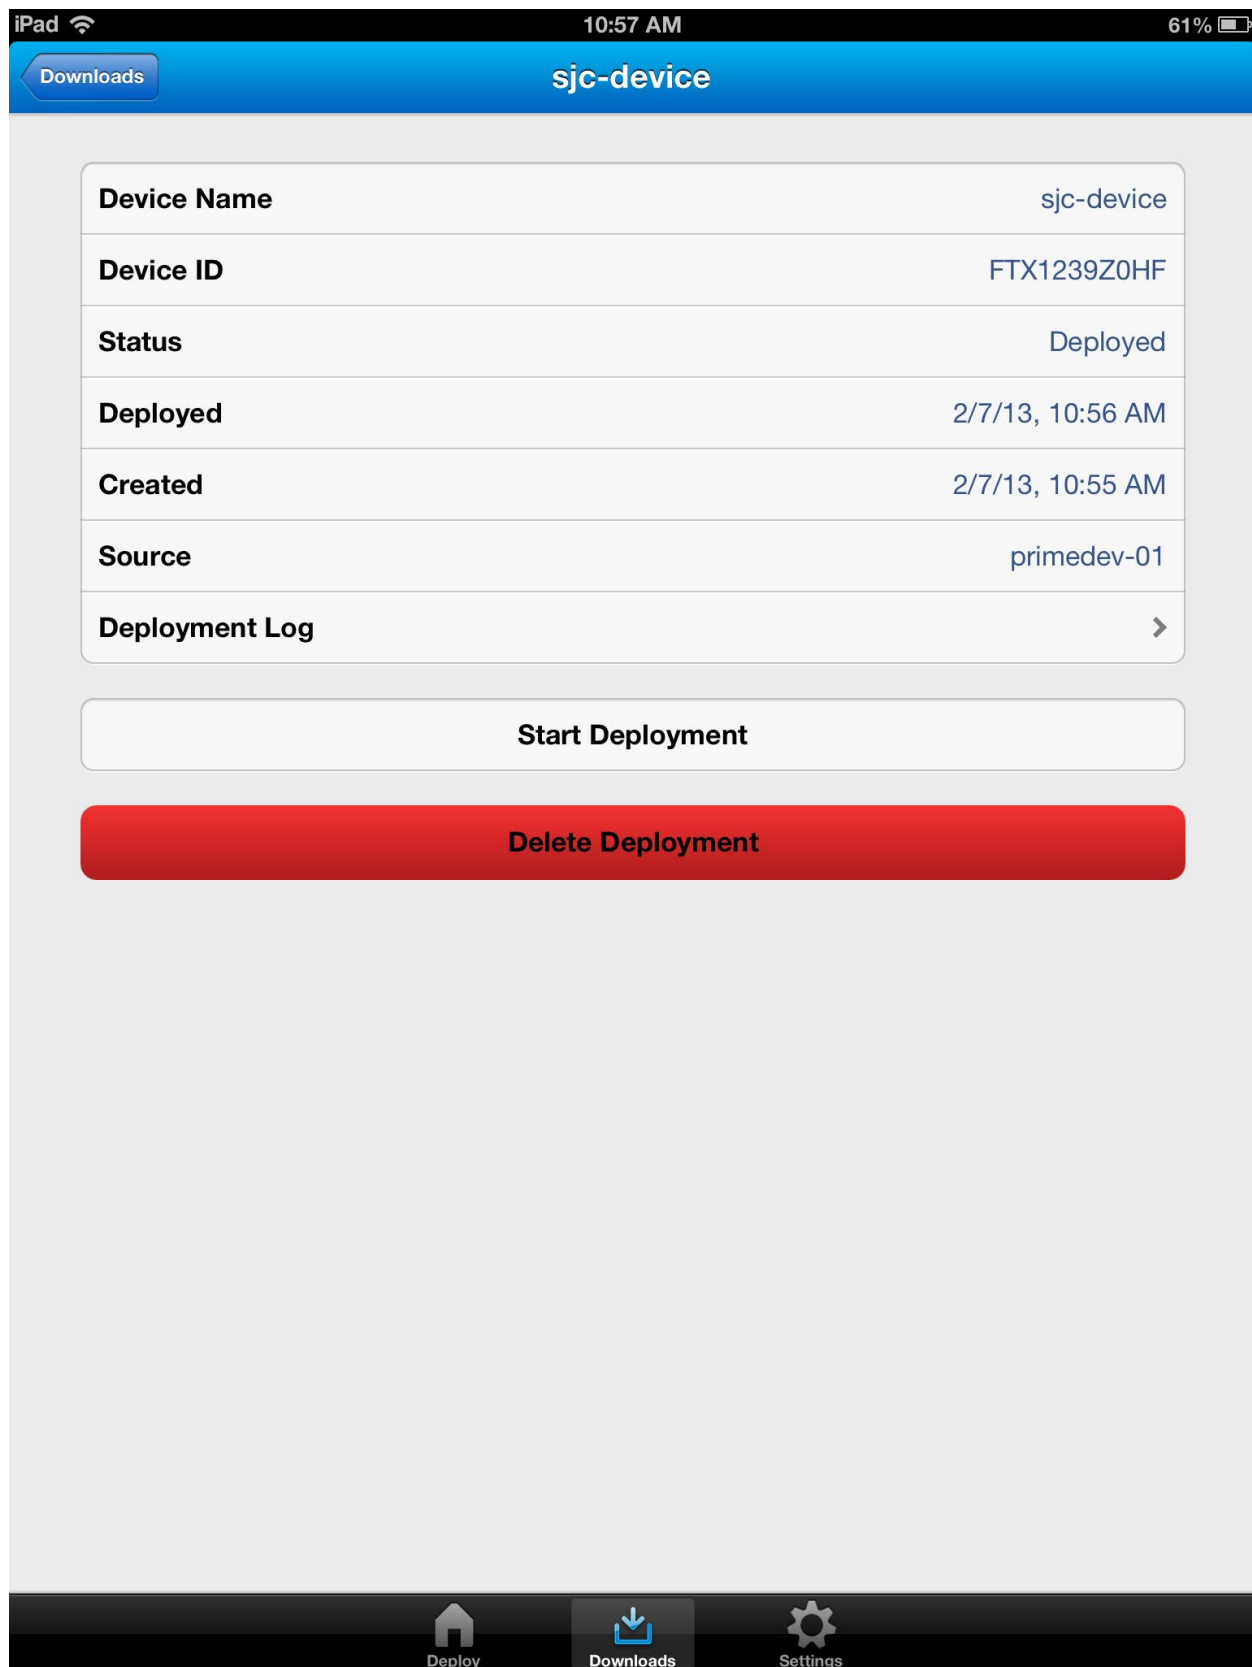 iPad 10:57 AM 61%
Downloads sjc-device
Device Name sjc-device
Device ID FTX1239Z0HF
Status Deployed
Deployed 2/7/13, 10:56 AM
Created 2/7/13, 10:55 AM
Source primedev-01
Deployment Log
Start Deployment
Delete Deployment
Deploy Downloads Settings